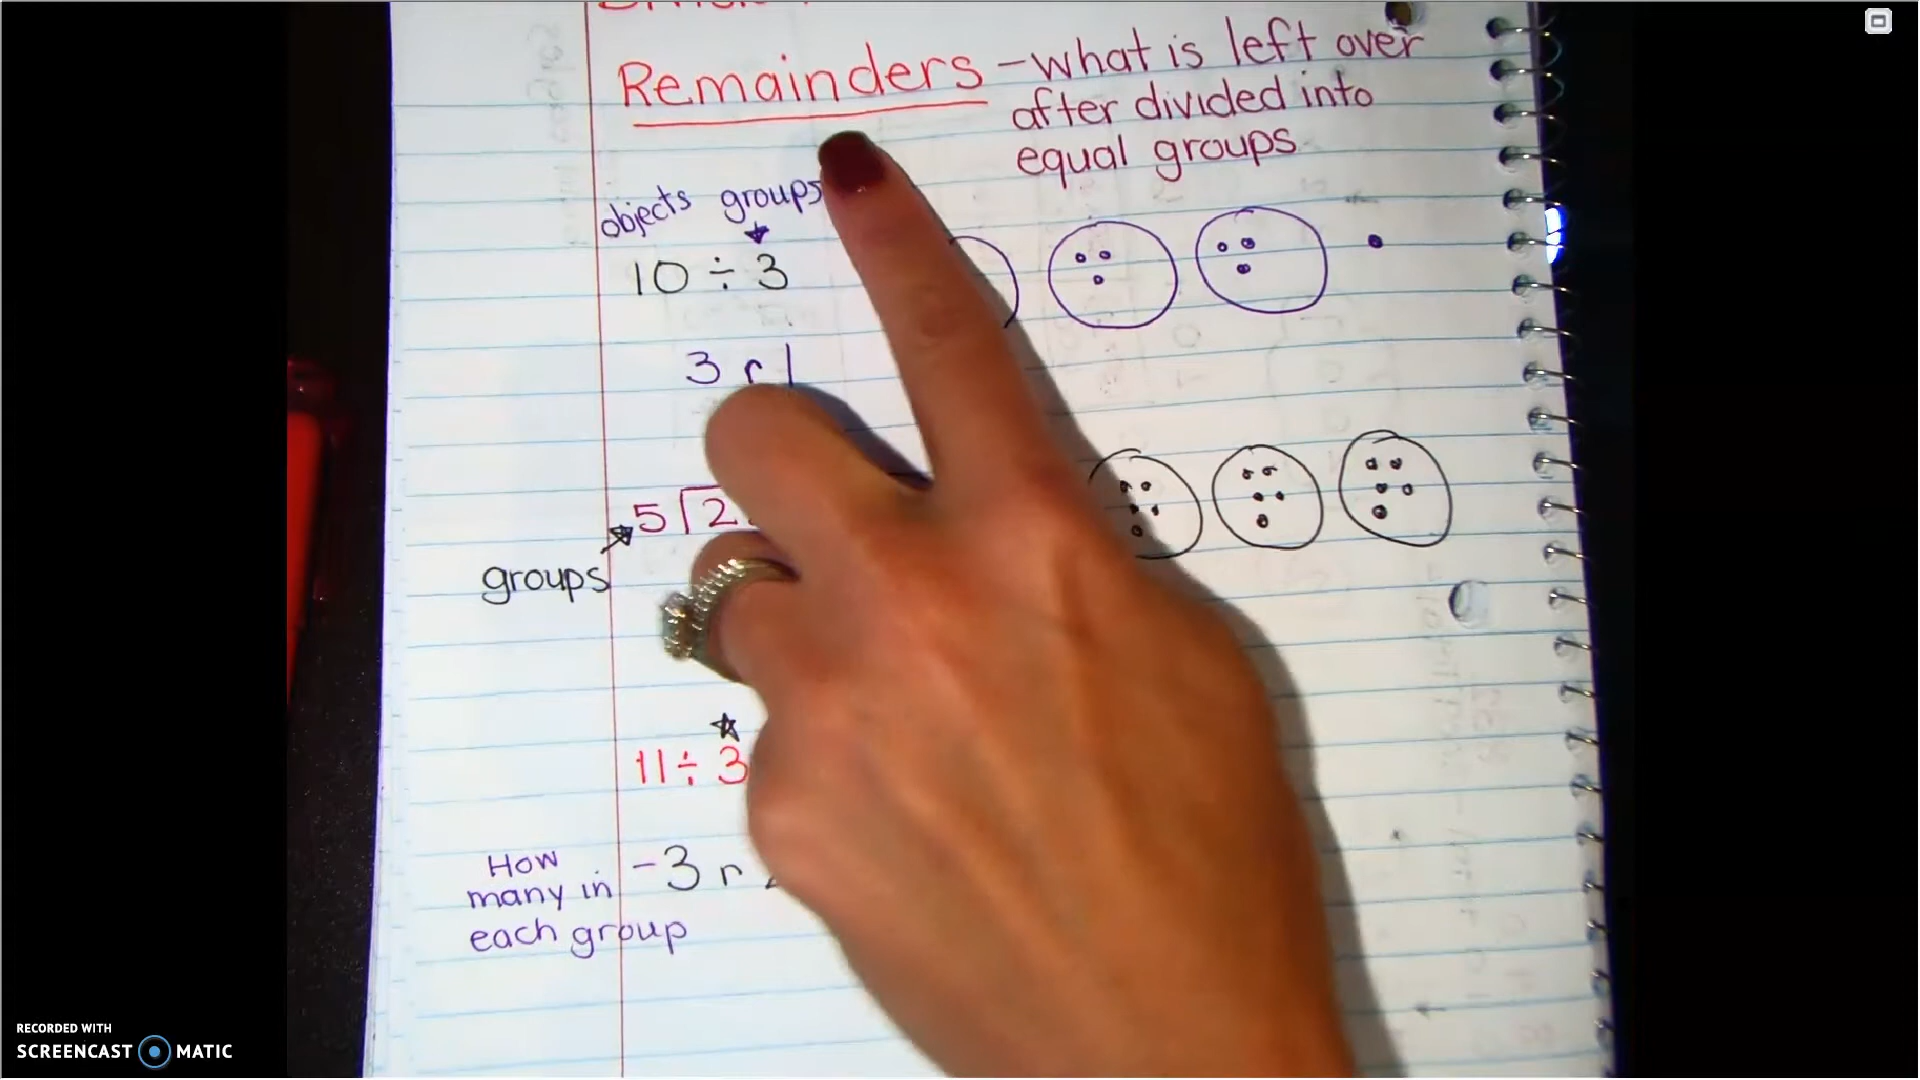 Remainders - what is left over
after divided into
equal groups
objects groups
10 ÷ 3
3 r 1
5 2
groups
11 ÷ 3
How
many in
each group
- 3 r
RECORDED WITH
SCREENCAST MATIC